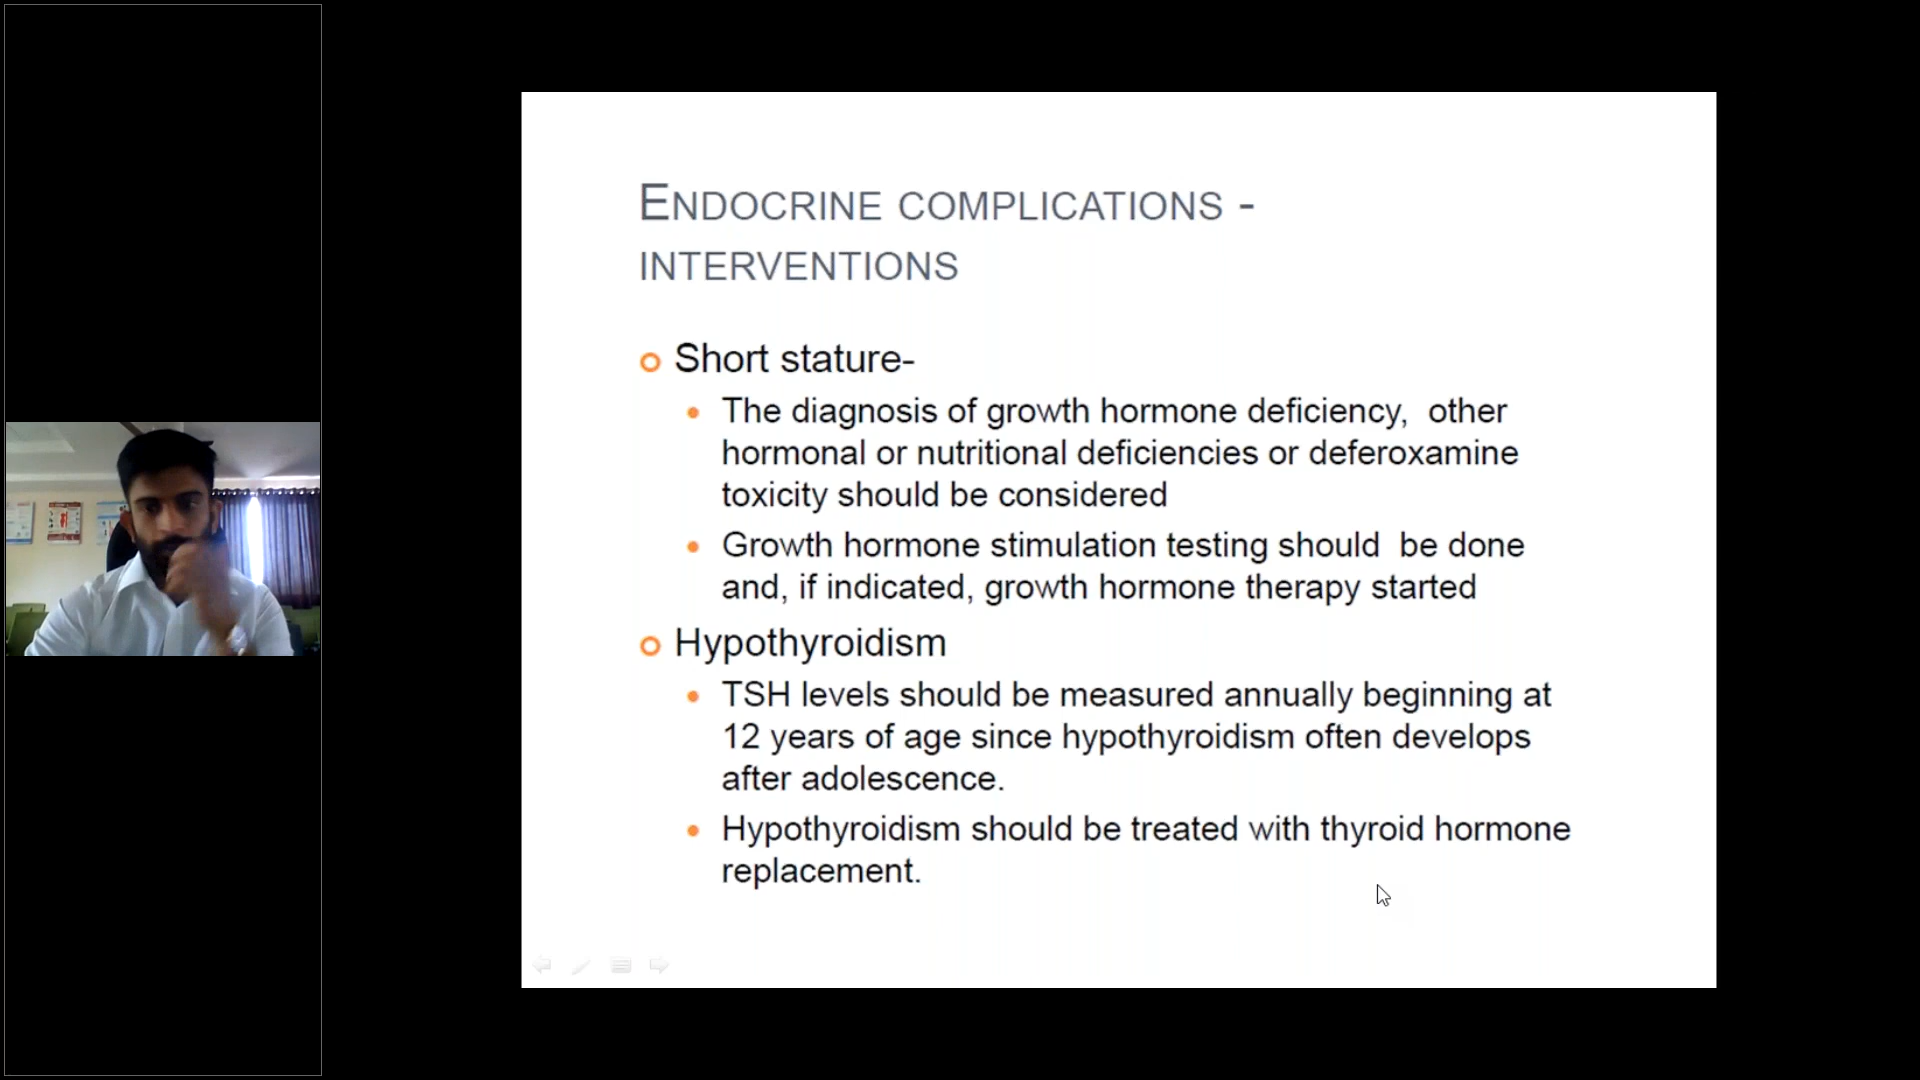 ENDOCRINE COMPLICATIONS -
INTERVENTIONS
Short stature-
The diagnosis of growth hormone deficiency, other
hormonal or nutritional deficiencies or deferoxamine
toxicity should be considered
Growth hormone stimulation testing should be done
and, if indicated, growth hormone therapy started
Hypothyroidism
TSH levels should be measured annually beginning at
12 years of age since hypothyroidism often develops
after adolescence.
Hypothyroidism should be treated with thyroid hormone
replacement.